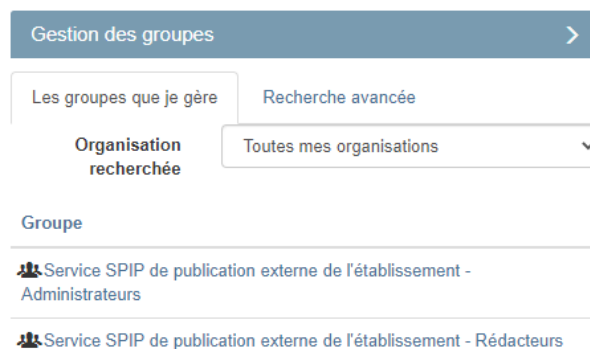 Gestion des groupes
Les groupes que je gère Recherche avancée
Organisation Toutes mes organisations
recherchée
Groupe
Service SPIP de publication externe de l'établissement -
Administrateurs
Service SPIP de publication externe de l'établissement - Rédacteurs